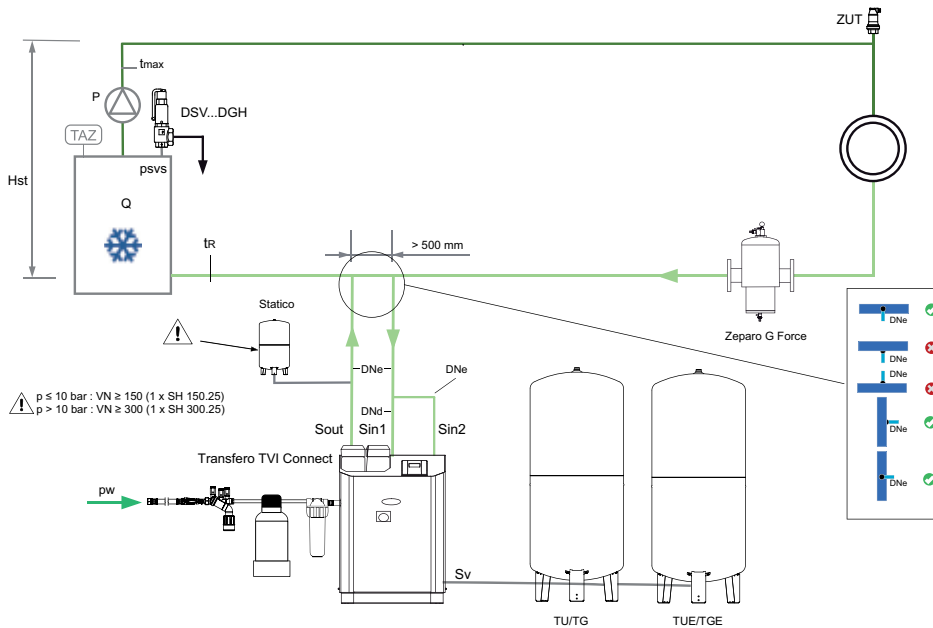 ZUT
tmax
P
DSV...DGH
TAZ
psvs
Hst
Q
tR
> 500 mm
Statico
Zeparo G Force
DNe
DNe
DNe
DNe
DNe
DNe
DNe
DNd
p ≤ 10 bar : VN ≥ 150 (1 x SH 150.25)
p > 10 bar : VN ≥ 300 (1 x SH 300.25)
Sout
Sin1
Sin2
Transfero TVI Connect
pw
Sv
TU/TG
TUE/TGE